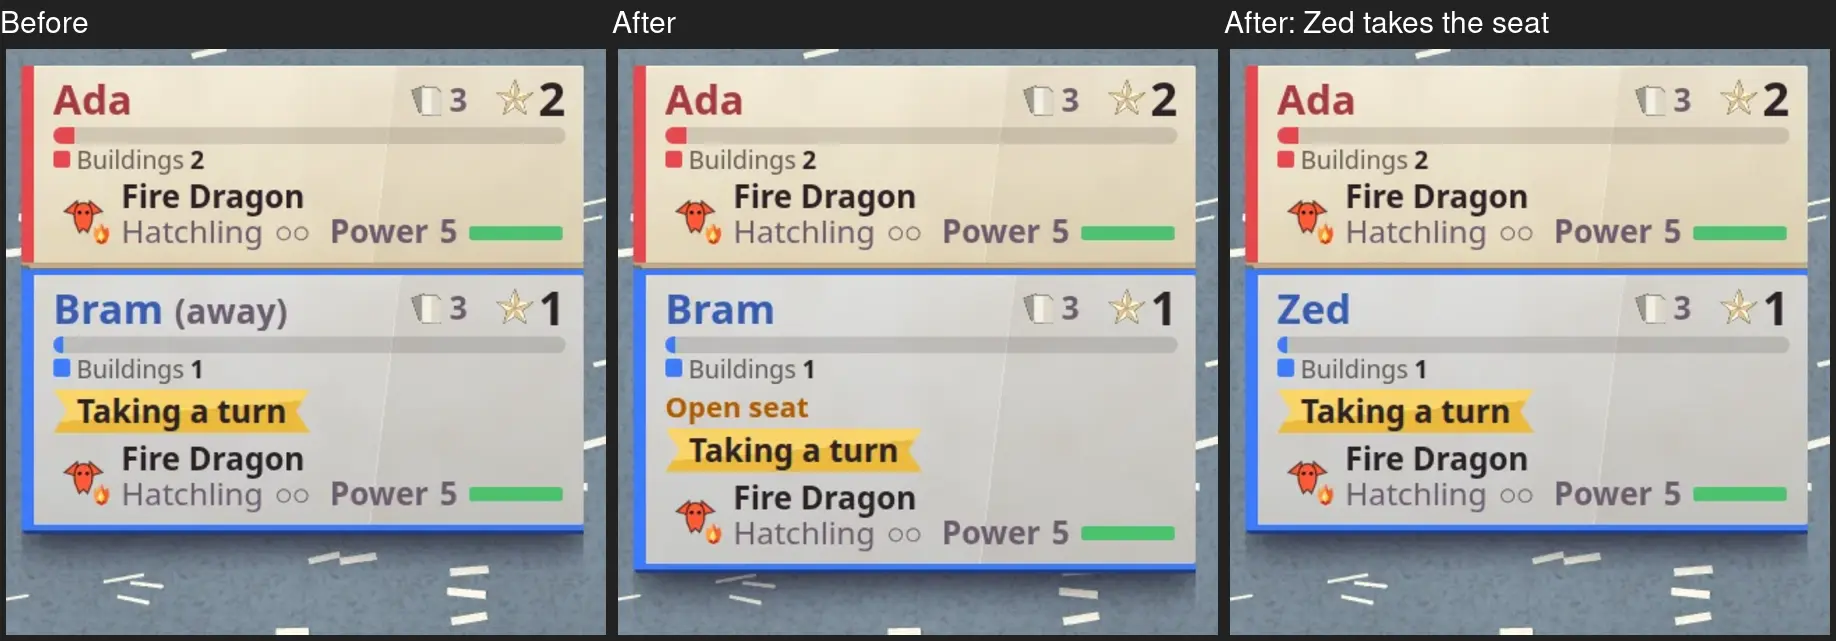 Before
Ada 3 2
Buildings 2
Fire Dragon
Hatchling Power 5
Bram (away) 3 1
Buildings 1
Taking a turn
Fire Dragon
Hatchling Power 5
After
Ada 3 2
Buildings 2
Fire Dragon
Hatchling Power 5
Bram 3 1
Buildings 1
Open seat
Taking a turn
Fire Dragon
Hatchling Power 5
After: Zed takes the seat
Ada 3 2
Buildings 2
Fire Dragon
Hatchling Power 5
Zed 3 1
Buildings 1
Taking a turn
Fire Dragon
Hatchling Power 5